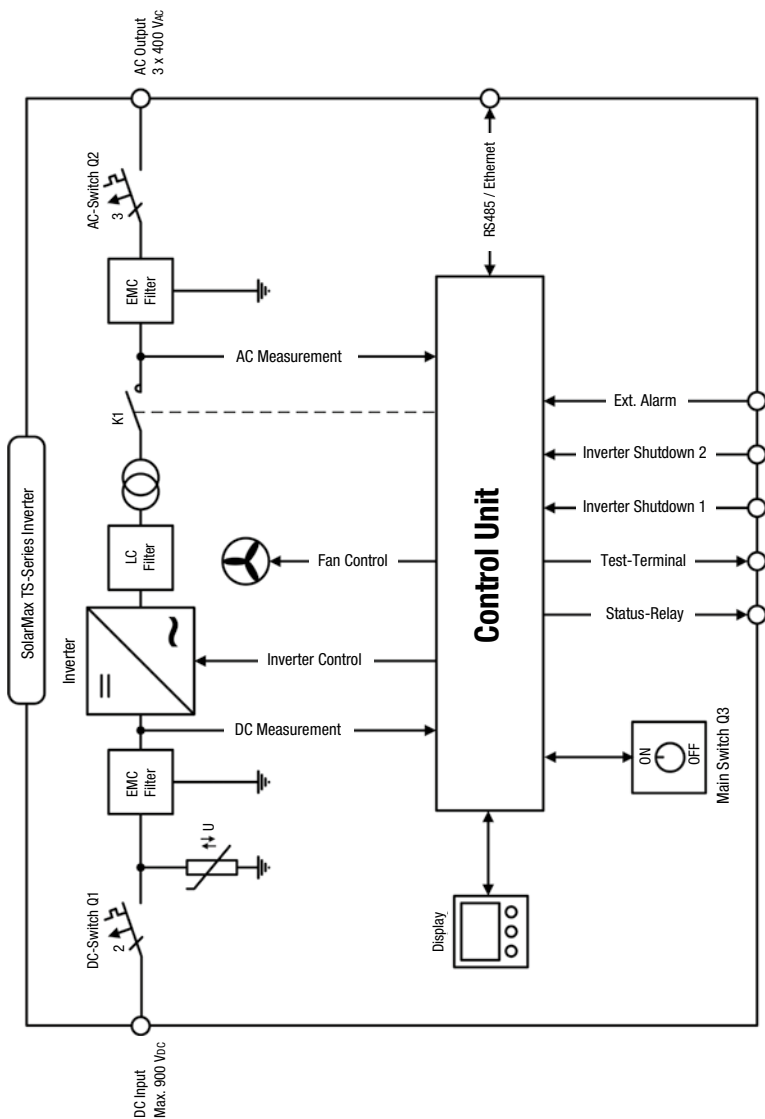 SolarMax TS-Series Inverter
DC Input
Max. 900 VDC
DC-Switch Q1
2
U
EMC
Filter
Inverter
=
~
LC
Filter
K1
EMC
Filter
AC-Switch Q2
3
AC Output
3 x 400 VAC
DC Measurement
Inverter Control
Fan Control
AC Measurement
Control Unit
RS485 / Ethernet
Display
ON
OFF
Main Switch Q3
Status-Relay
Test-Terminal
Inverter Shutdown 1
Inverter Shutdown 2
Ext. Alarm